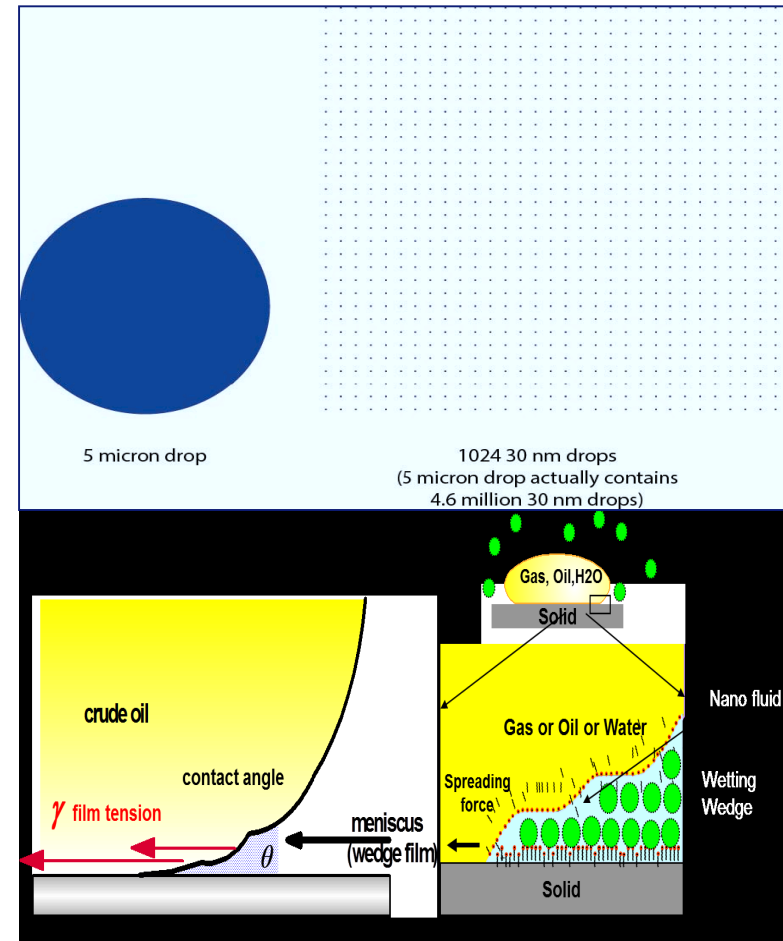 5 micron drop
1024 30 nm drops
(5 micron drop actually contains
4.6 million 30 nm drops)
Gas, Oil,H2O
Solid
crude oil
contact angle
γ film tension
θ
meniscus
(wedge film)
Gas or Oil or Water
Spreading
force
Solid
Nano fluid
Wetting
Wedge